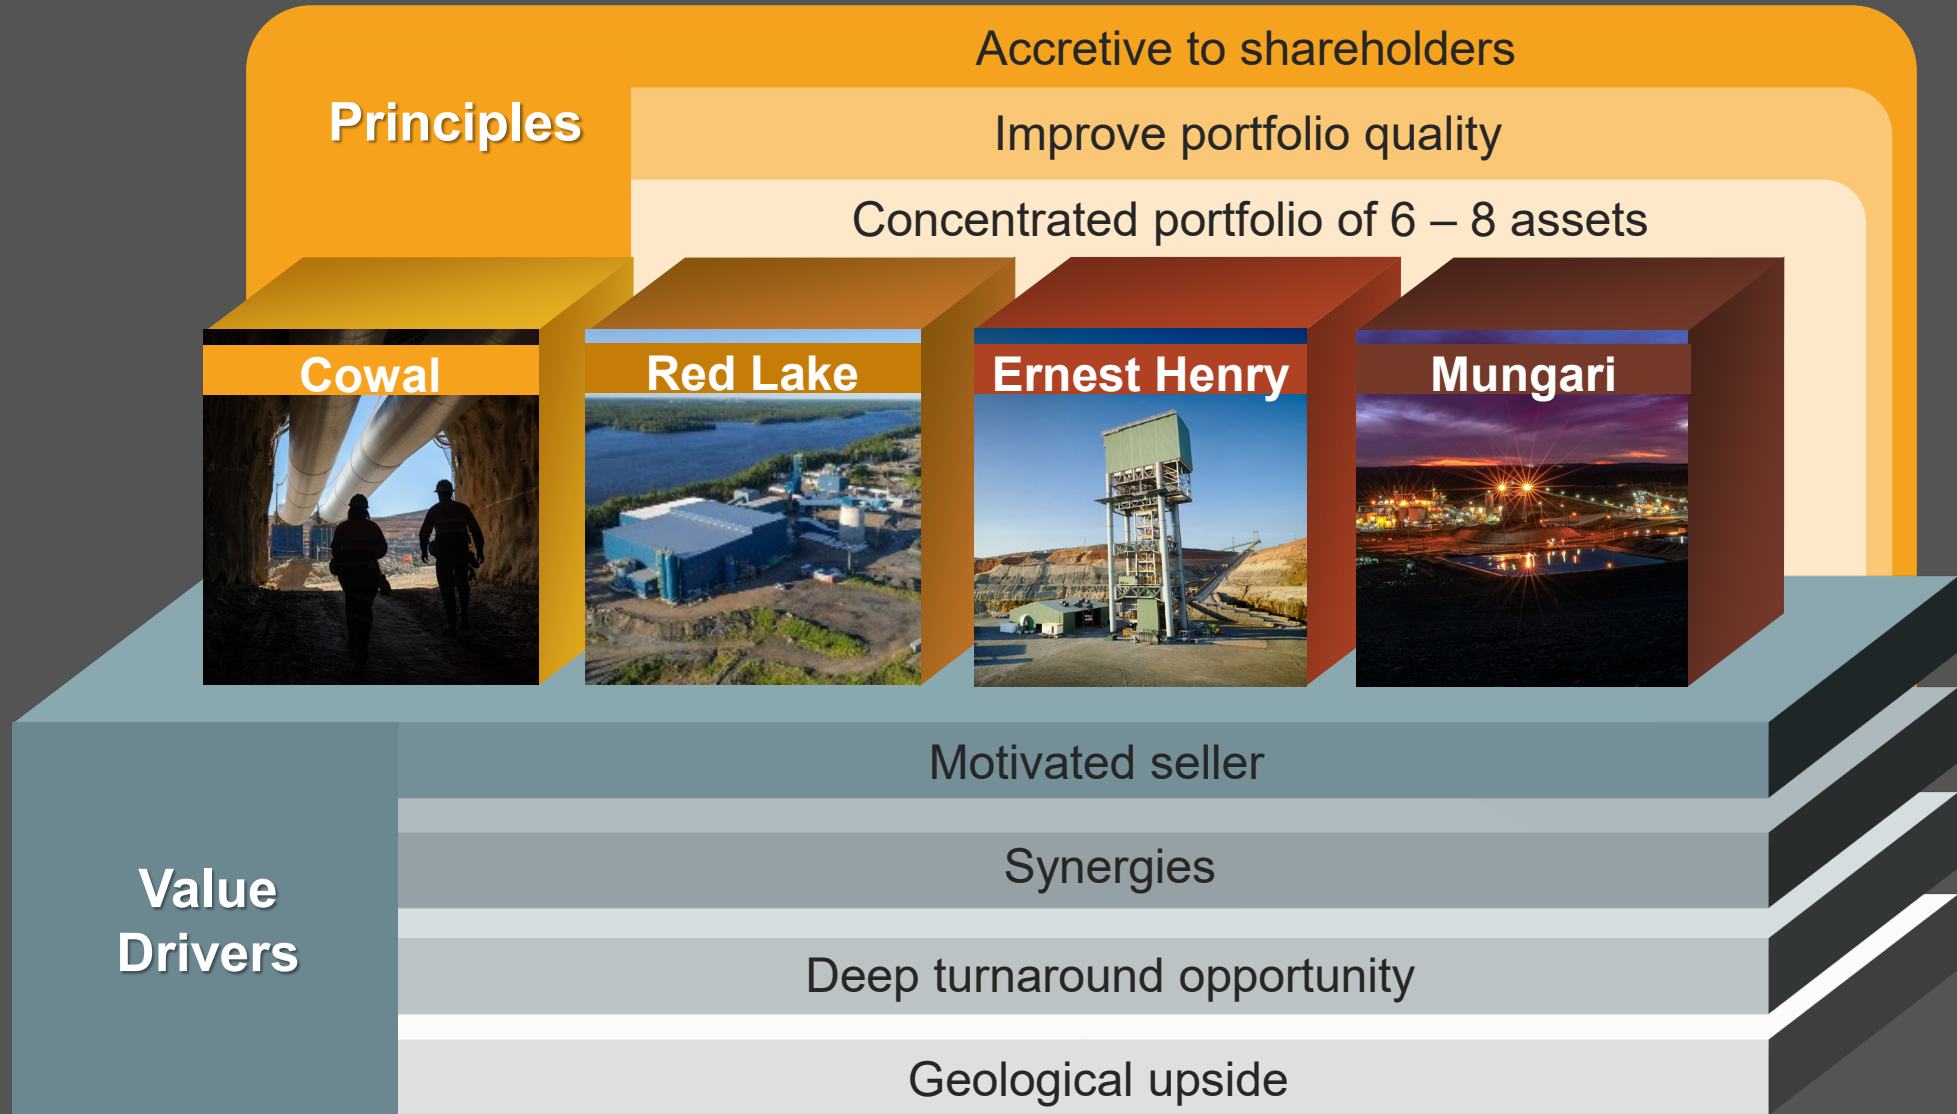 Accretive to shareholders
Principles
Improve portfolio quality
Concentrated portfolio of 6 – 8 assets
Cowal
Red Lake
Ernest Henry
Mungari
Motivated seller
Synergies
Value
Drivers
Deep turnaround opportunity
Geological upside